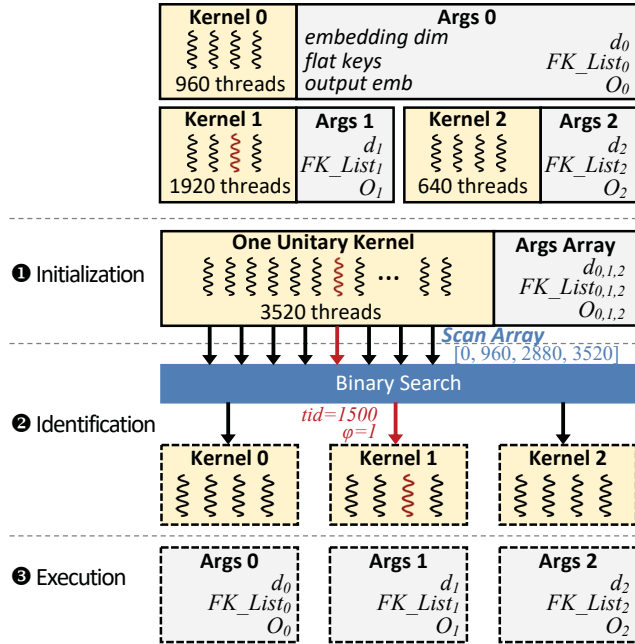 Kernel 0
Args 0
embedding dim
d0
flat keys
FK_List0
960 threads
output emb
O0
Kernel 1
Args 1
d1
FK_List1
1920 threads
O1
Kernel 2
Args 2
d2
FK_List2
640 threads
O2
❶ Initialization
One Unitary Kernel
...
3520 threads
Args Array
d0,1,2
FK_List0,1,2
O0,1,2
Scan Array
[0, 960, 2880, 3520]
Binary Search
❷ Identification
tid=1500
φ=1
Kernel 0
Kernel 1
Kernel 2
❸ Execution
Args 0
d0
FK_List0
O0
Args 1
d1
FK_List1
O1
Args 2
d2
FK_List2
O2